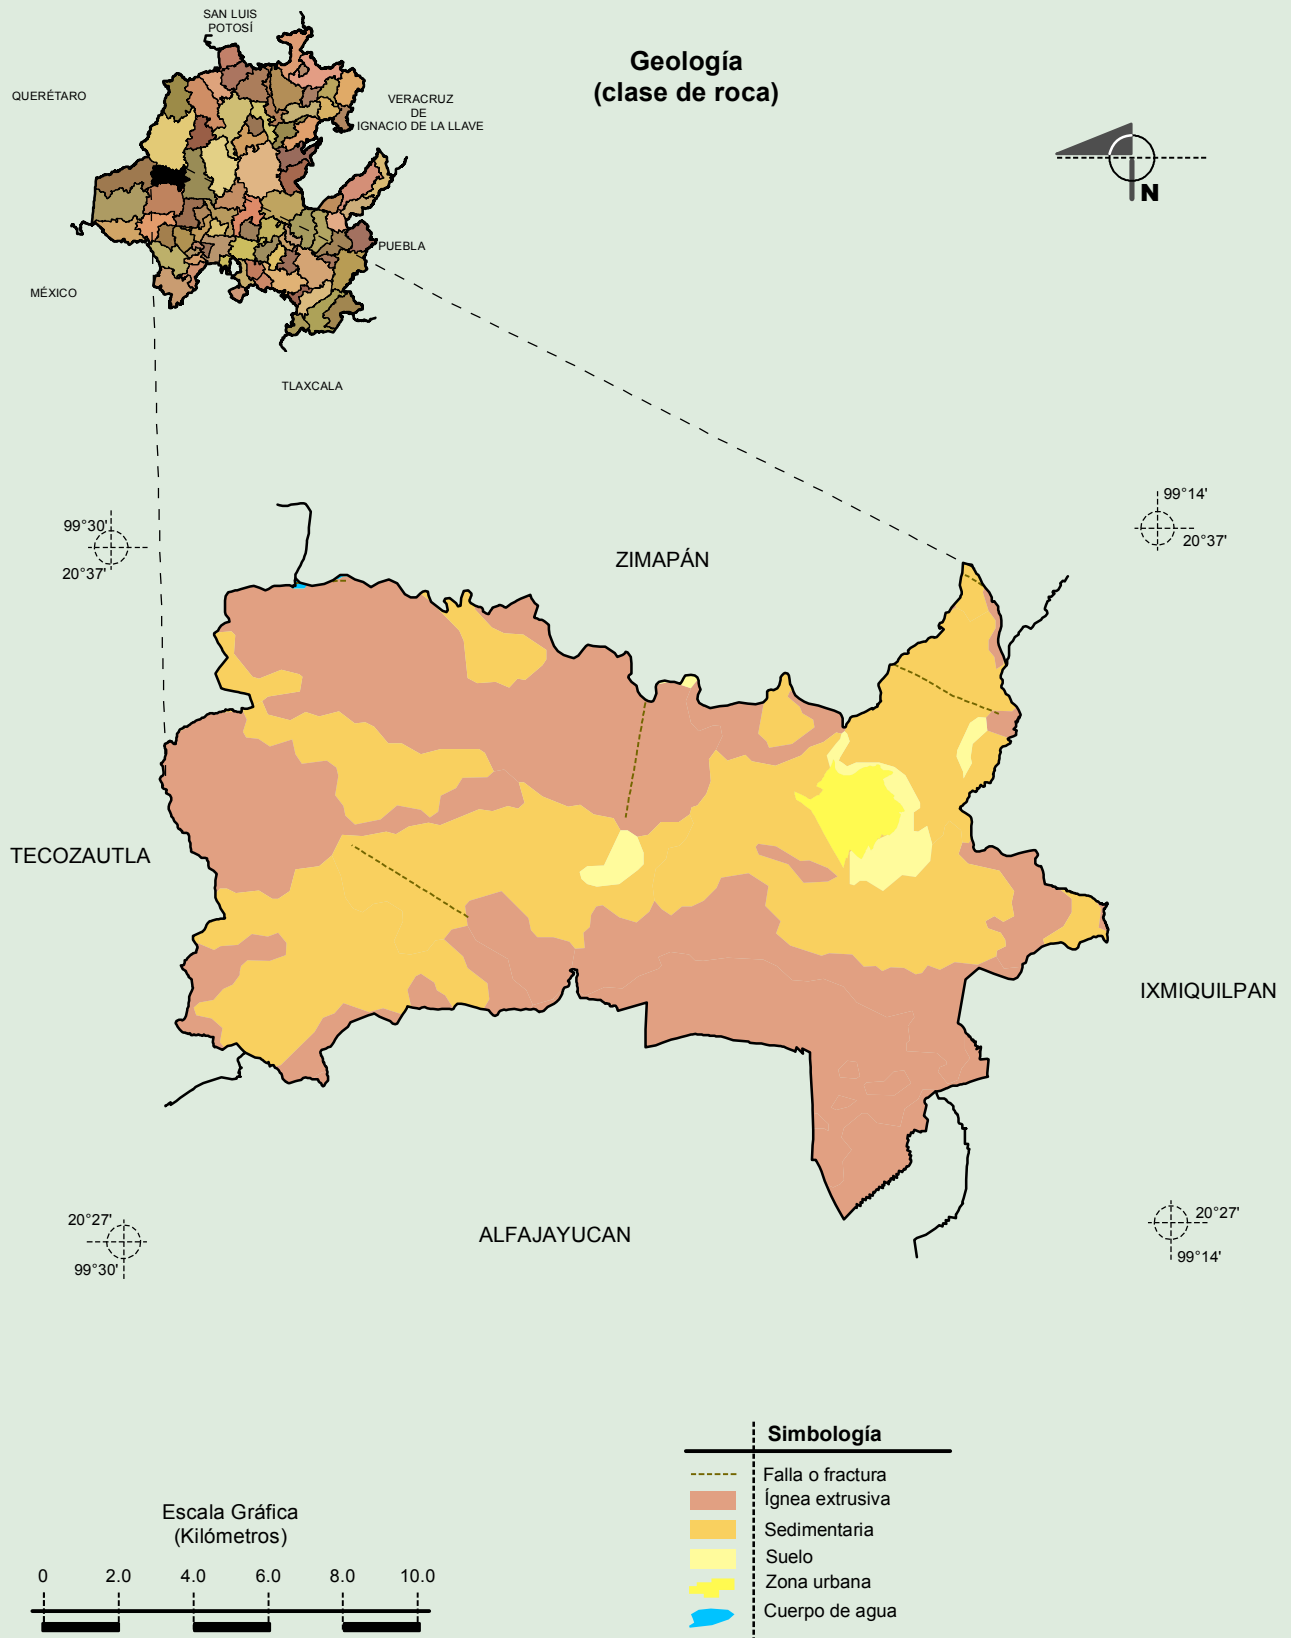 SAN LUIS
POTOSÍ
Geología
(clase de roca)
QUERÉTARO
VERACRUZ
DE
IGNACIO DE LA LLAVE
N
PUEBLA
MÉXICO
TLAXCALA
99°30'
20°37'
99°14'
20°37'
ZIMAPÁN
TECOZAUTLA
IXMIQUILPAN
ALFAJAYUCAN
20°27'
99°30'
20°27'
99°14'
Simbología
Falla o fractura
Ígnea extrusiva
Sedimentaria
Suelo
Zona urbana
Cuerpo de agua
Escala Gráfica
(Kilómetros)
0 2.0 4.0 6.0 8.0 10.0